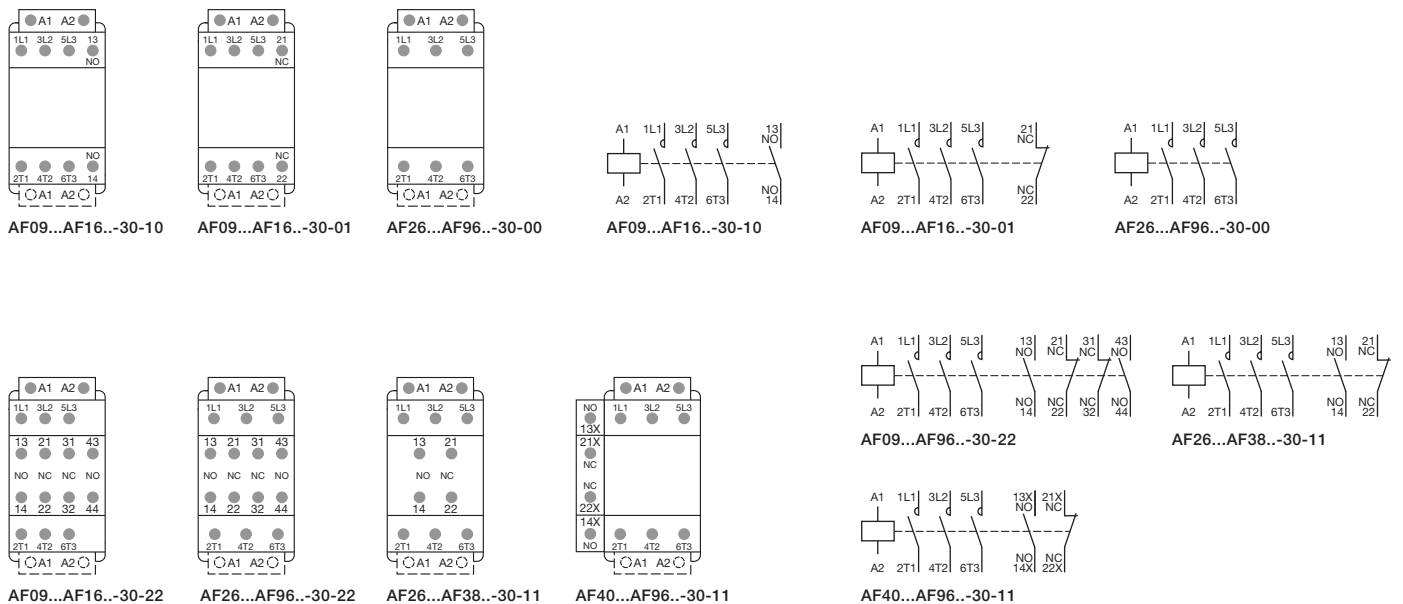 A1 A2
1L1 3L2 5L3 13
NO
NO
2T1 4T2 6T3 14
A1 A2
AF09...AF16..-30-10
A1 A2
1L1 3L2 5L3 21
NC
NC
2T1 4T2 6T3 22
A1 A2
AF09...AF16..-30-01
A1 A2
1L1 3L2 5L3
2T1 4T2 6T3
A1 A2
AF26...AF96..-30-00
A1 1L1 3L2 5L3 13
NO
NO
A2 2T1 4T2 6T3 14
AF09...AF16..-30-10
A1 1L1 3L2 5L3 21
NC
NC
A2 2T1 4T2 6T3 22
AF09...AF16..-30-01
A1 1L1 3L2 5L3
A2 2T1 4T2 6T3
AF26...AF96..-30-00
A1 A2
1L1 3L2 5L3
13 21 31 43
NO NC NC NO
14 22 32 44
2T1 4T2 6T3
A1 A2
AF09...AF16..-30-22
A1 A2
1L1 3L2 5L3
13 21 31 43
NO NC NC NO
14 22 32 44
2T1 4T2 6T3
A1 A2
AF26...AF96..-30-22
A1 A2
1L1 3L2 5L3
13 21
NO NC
14 22
2T1 4T2 6T3
A1 A2
AF26...AF38..-30-11
A1 A2
NO 1L1 3L2 5L3
13X
21X
NC
NC
22X
14X
NO 2T1 4T2 6T3
A1 A2
AF40...AF96..-30-11
A1 1L1 3L2 5L3 13 21 31 43
NO NC NC NO
NO NC NC NO
A2 2T1 4T2 6T3 14 22 32 44
AF09...AF96..-30-22
A1 1L1 3L2 5L3 13 21
NO NC
NO NC
A2 2T1 4T2 6T3 14 22
AF26...AF38..-30-11
A1 1L1 3L2 5L3 13X 21X
NO NC
NO NC
A2 2T1 4T2 6T3 14X 22X
AF40...AF96..-30-11